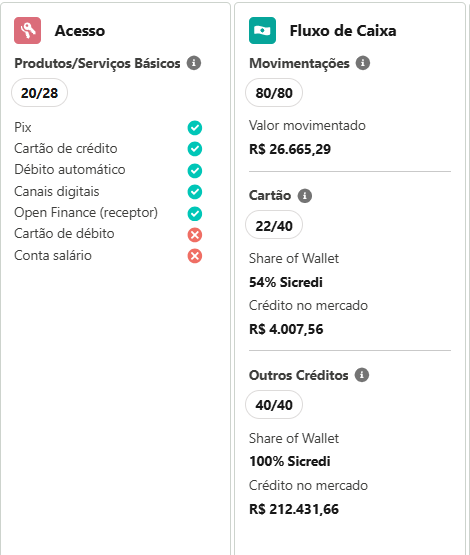 Acesso
Produtos/Serviços Básicos
20/28
Pix
Cartão de crédito
Débito automático
Canais digitais
Open Finance (receptor)
Cartão de débito
Conta salário
Fluxo de Caixa
Movimentações
80/80
Valor movimentado
R$ 26.665,29
Cartão
22/40
Share of Wallet
54% Sicredi
Crédito no mercado
R$ 4.007,56
Outros Créditos
40/40
Share of Wallet
100% Sicredi
Crédito no mercado
R$ 212.431,66